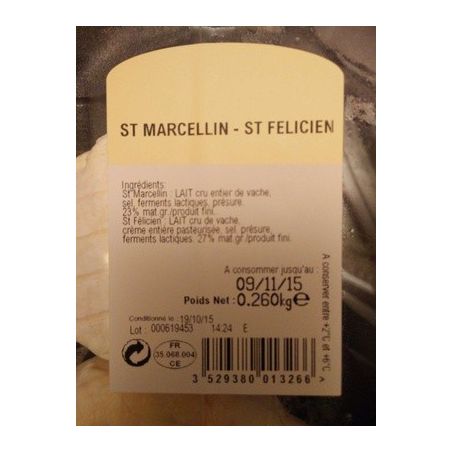 ST MARCELLIN - ST FELICIEN
Ingrédients:
St Marcellin : LAIT cru entier de vache,
sel, ferments lactiques, présure.
23% mat.gr./produit fini.
St Félicien : LAIT cru de vache,
crème entière pasteurisée, sel, présure,
ferments lactiques. 27% mat.gr./produit fini.
A consommer jusqu'au :
09/11/15
Poids Net : 0.260kg e
A conserver entre +2°C et +6°C
Conditionné le : 19/10/15
Lot : 000619453 14:24 E
FR
35.068.004
CE
3 529380 013266 >